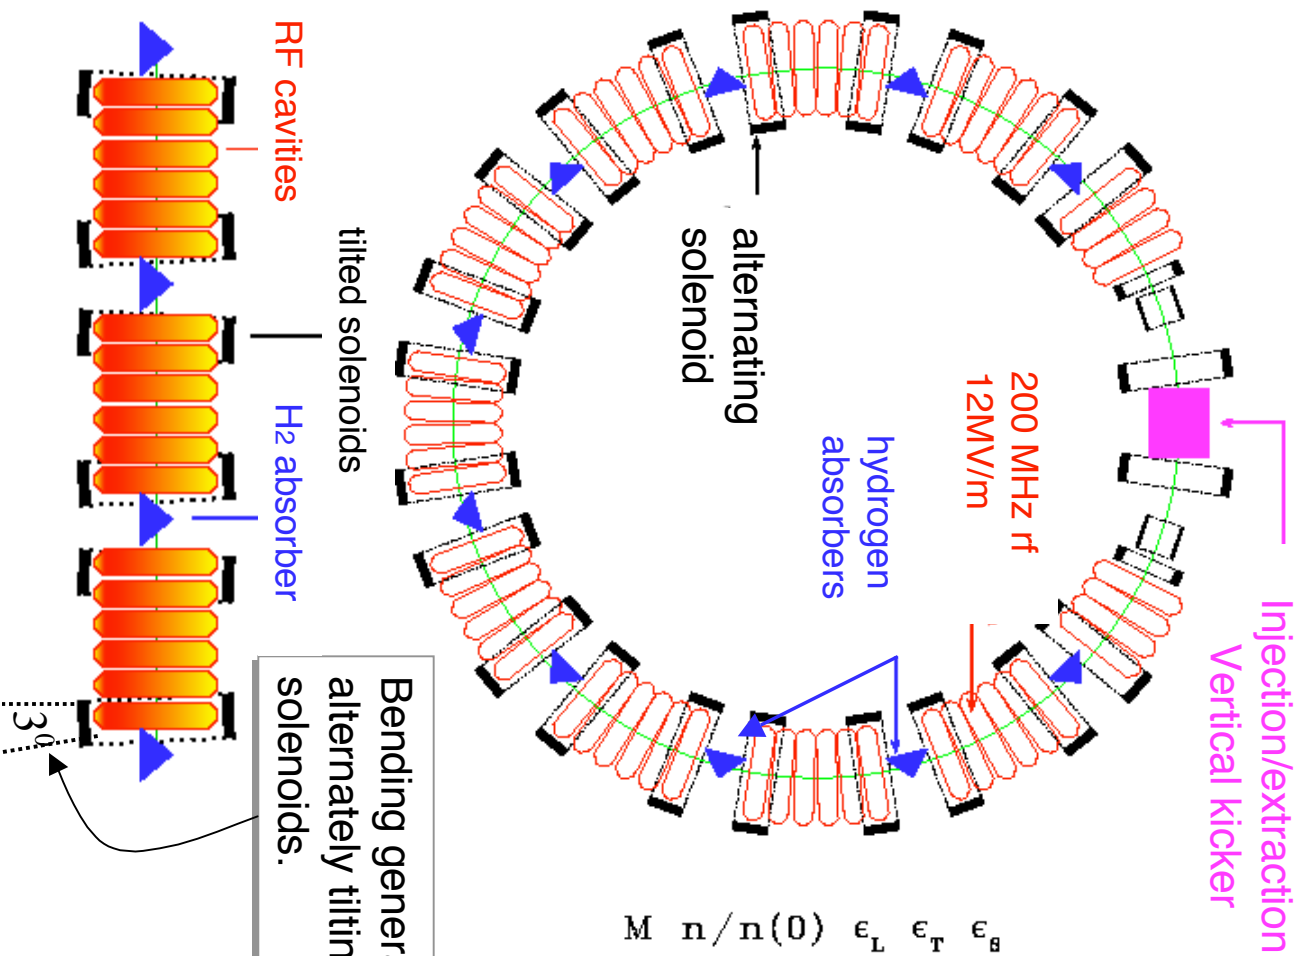 Injection/extraction
Vertical kicker
200 MHz rf
12MV/m
hydrogen
absorbers
alternating
solenoid
tilted solenoids
RF cavities
H2 absorber
Bending gener
alternately tiltin
solenoids.
3⁰
M n/n(0) ϵL ϵT ϵ6